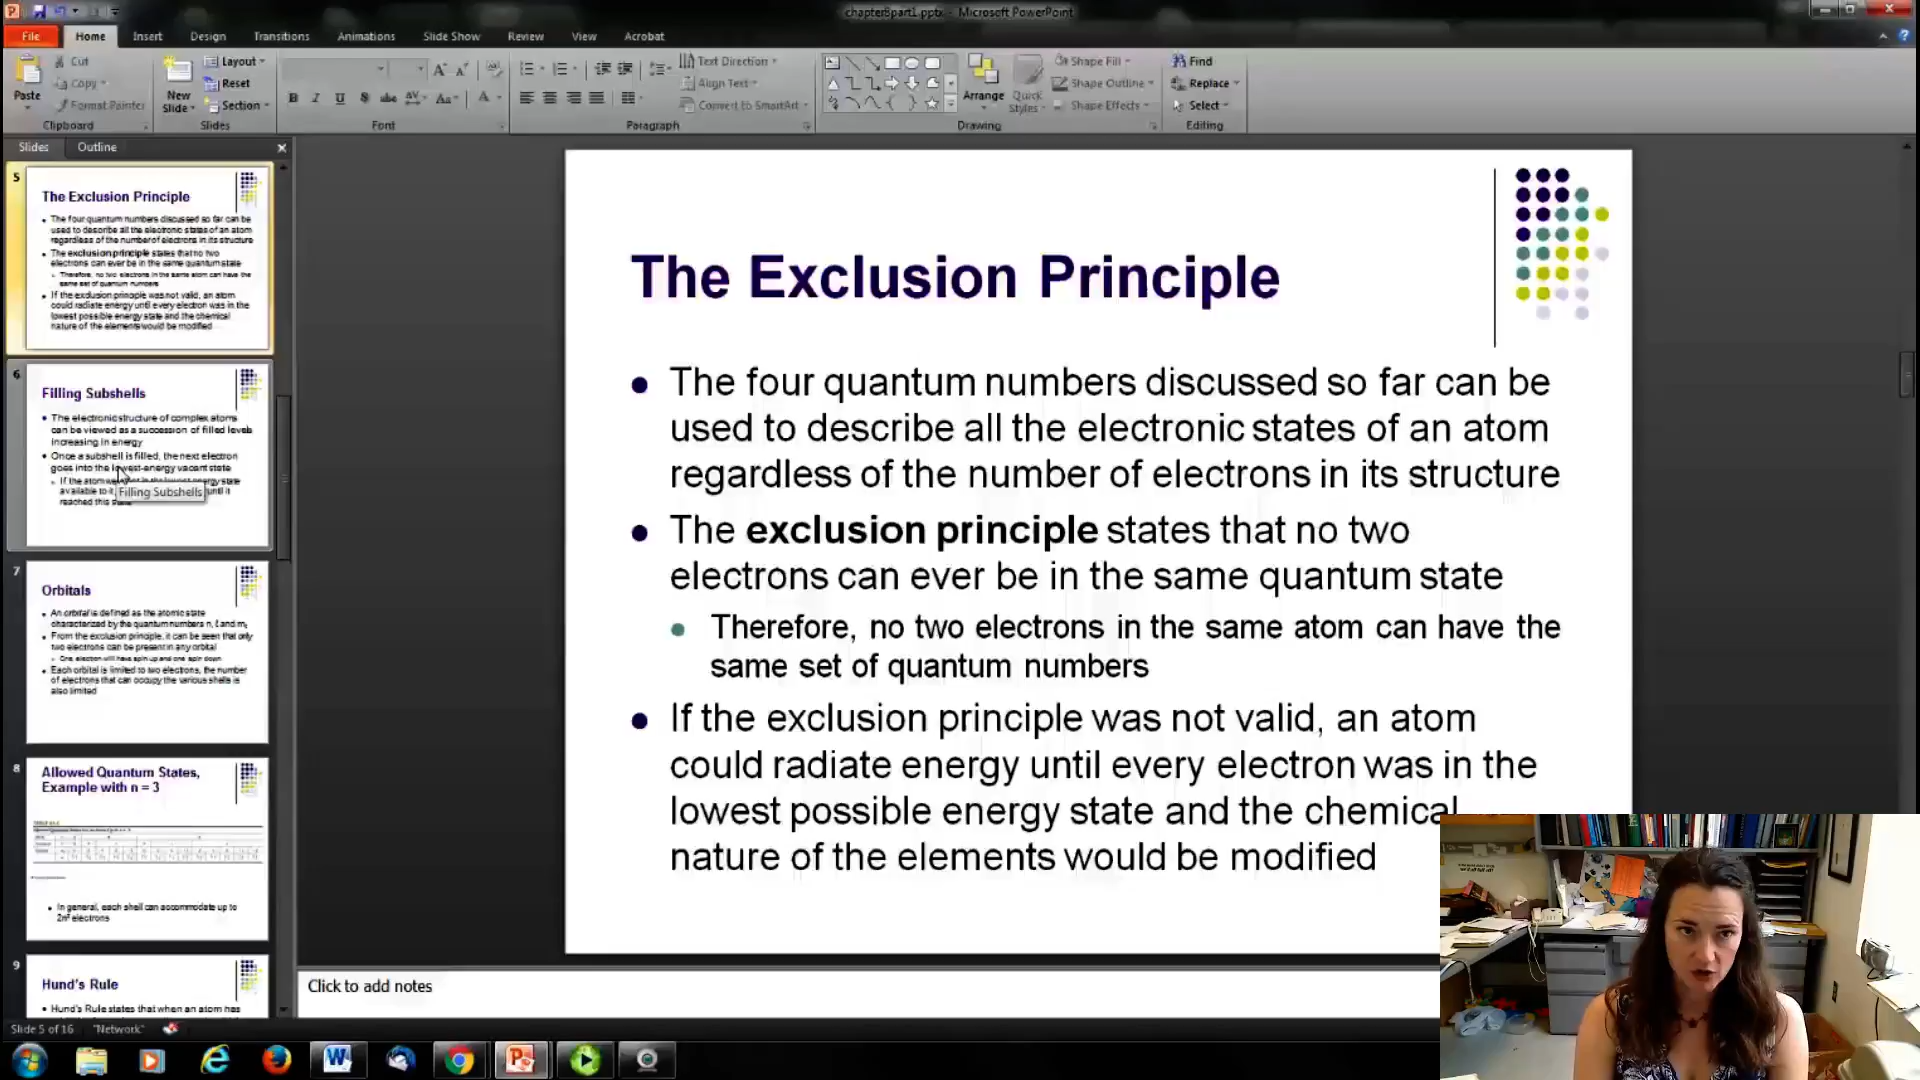 chapter8part1.pptx - Microsoft PowerPoint
File Home Insert Design Transitions Animations Slide Show Review View Acrobat
Paste
Cut
Copy
Format Painter
Clipboard
New
Slide
Layout
Reset
Section
Slides
Font
Text Direction
Align Text
Convert to SmartArt
Paragraph
Arrange
Quick
Styles
Shape Fill
Shape Outline
Shape Effects
Drawing
Find
Replace
Select
Editing
Slides Outline
5
The Exclusion Principle
The four quantum numbers discussed so far can be
used to describe all the electronic states of an atom
regardless of the number of electrons in its structure
The exclusion principle states that no two
electrons can ever be in the same quantum state
Therefore, no two electrons in the same atom can have the
same set of quantum numbers
If the exclusion principle was not valid, an atom
could radiate energy until every electron was in the
lowest possible energy state and the chemical
nature of the elements would be modified
6
Filling Subshells
The electronic structure of complex atoms
can be viewed as a succession of filled levels
increasing in energy
Once a subshell is filled, the next electron
goes into the lowest-energy vacant state
If the atom
energy state
available to it
until it
reached this
Filling Subshells
7
Orbitals
An orbital is defined as the atomic state
characterized by the quantum numbers n, ℓ and
From the exclusion principle, it can be seen that only
two electrons can be present in any orbital
One electron will have spin up and one spin down
Each orbital is limited to two electrons, the number
of electrons that can occupy the various shells is
also limited
8
Allowed Quantum States,
Example with n = 3
In general, each shell can accommodate up to
2n² electrons
9
Hund's Rule
Hund's Rule states that when an atom has
The Exclusion Principle
The four quantum numbers discussed so far can be
used to describe all the electronic states of an atom
regardless of the number of electrons in its structure
The exclusion principle states that no two
electrons can ever be in the same quantum state
Therefore, no two electrons in the same atom can have the
same set of quantum numbers
If the exclusion principle was not valid, an atom
could radiate energy until every electron was in the
lowest possible energy state and the chemical
nature of the elements would be modified
Click to add notes
Slide 5 of 16 "Network"